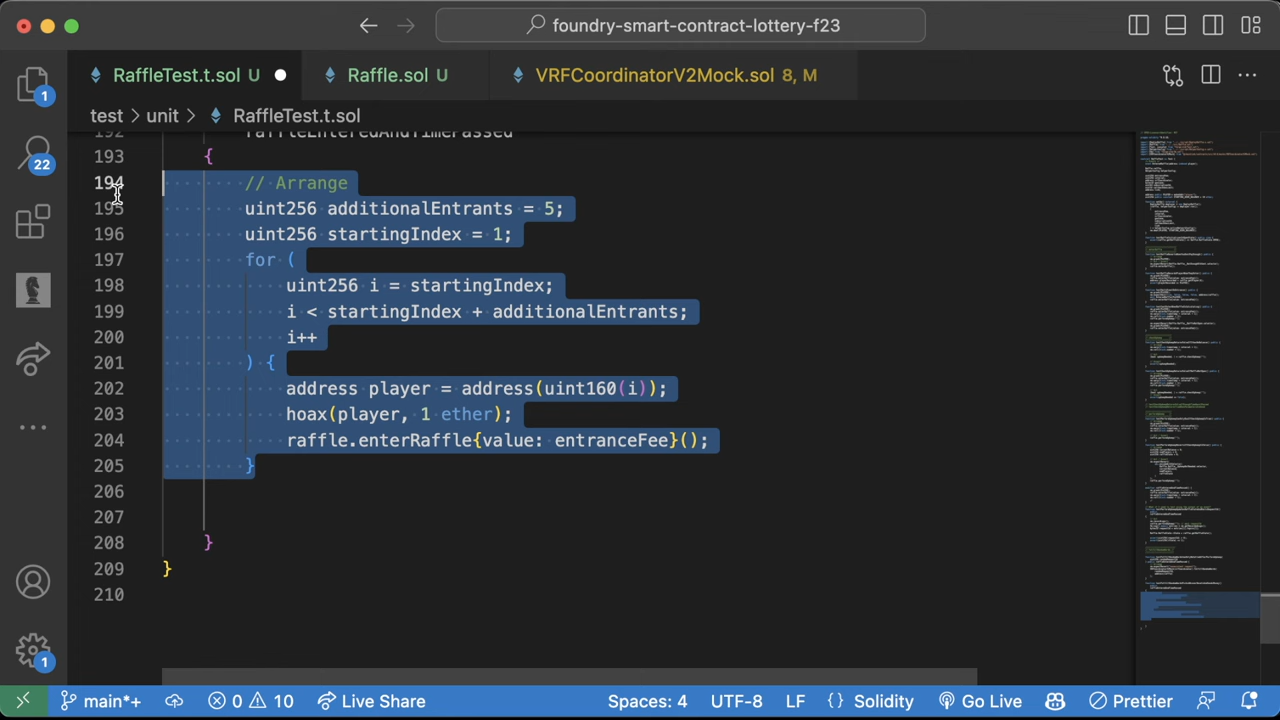 foundry-smart-contract-lottery-f23
RaffleTest.t.sol U
Raffle.sol U
VRFCoordinatorV2Mock.sol 8, M
test > unit > RaffleTest.t.sol
192 raffleEnteredAndTimePassed
193 {
194 // Arrange
195 uint256 additionalEntrants = 5;
196 uint256 startingIndex = 1;
197 for (
198 uint256 i = startingIndex;
199 i < startingIndex + additionalEntrants;
200 i++
201 ) {
202 address player = address(uint160(i));
203 hoax(player, 1 ether);
204 raffle.enterRaffle{value: entranceFee}();
205 }
206
207
208 }
209 }
210
1
22
1
main*+ 0 10 Live Share Spaces: 4 UTF-8 LF {} Solidity Go Live Prettier